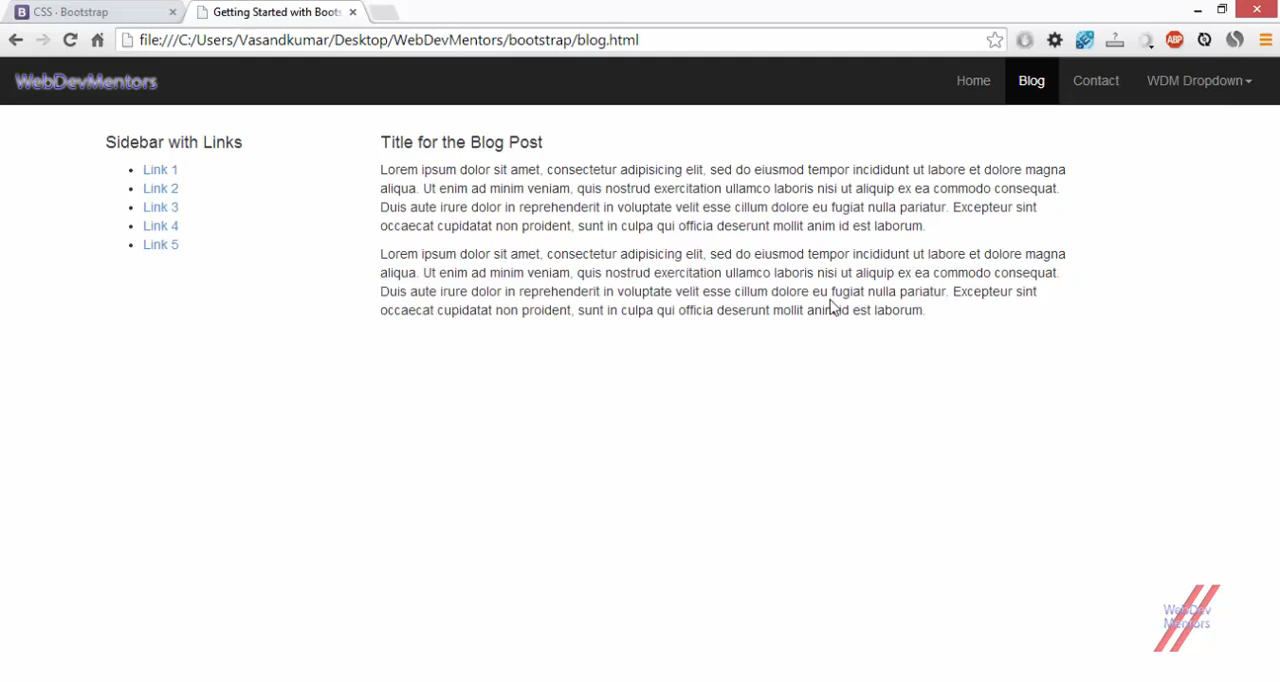 CSS · Bootstrap
Getting Started with Boots
file:///C:/Users/Vasandkumar/Desktop/WebDevMentors/bootstrap/blog.html
ABP
WebDevMentors
Home
Blog
Contact
WDM Dropdown
Sidebar with Links
Link 1
Link 2
Link 3
Link 4
Link 5
Title for the Blog Post
Lorem ipsum dolor sit amet, consectetur adipisicing elit, sed do eiusmod tempor incididunt ut labore et dolore magna
aliqua. Ut enim ad minim veniam, quis nostrud exercitation ullamco laboris nisi ut aliquip ex ea commodo consequat.
Duis aute irure dolor in reprehenderit in voluptate velit esse cillum dolore eu fugiat nulla pariatur. Excepteur sint
occaecat cupidatat non proident, sunt in culpa qui officia deserunt mollit anim id est laborum.
Lorem ipsum dolor sit amet, consectetur adipisicing elit, sed do eiusmod tempor incididunt ut labore et dolore magna
aliqua. Ut enim ad minim veniam, quis nostrud exercitation ullamco laboris nisi ut aliquip ex ea commodo consequat.
Duis aute irure dolor in reprehenderit in voluptate velit esse cillum dolore eu fugiat nulla pariatur. Excepteur sint
occaecat cupidatat non proident, sunt in culpa qui officia deserunt mollit anim id est laborum.
WebDev
Mentors